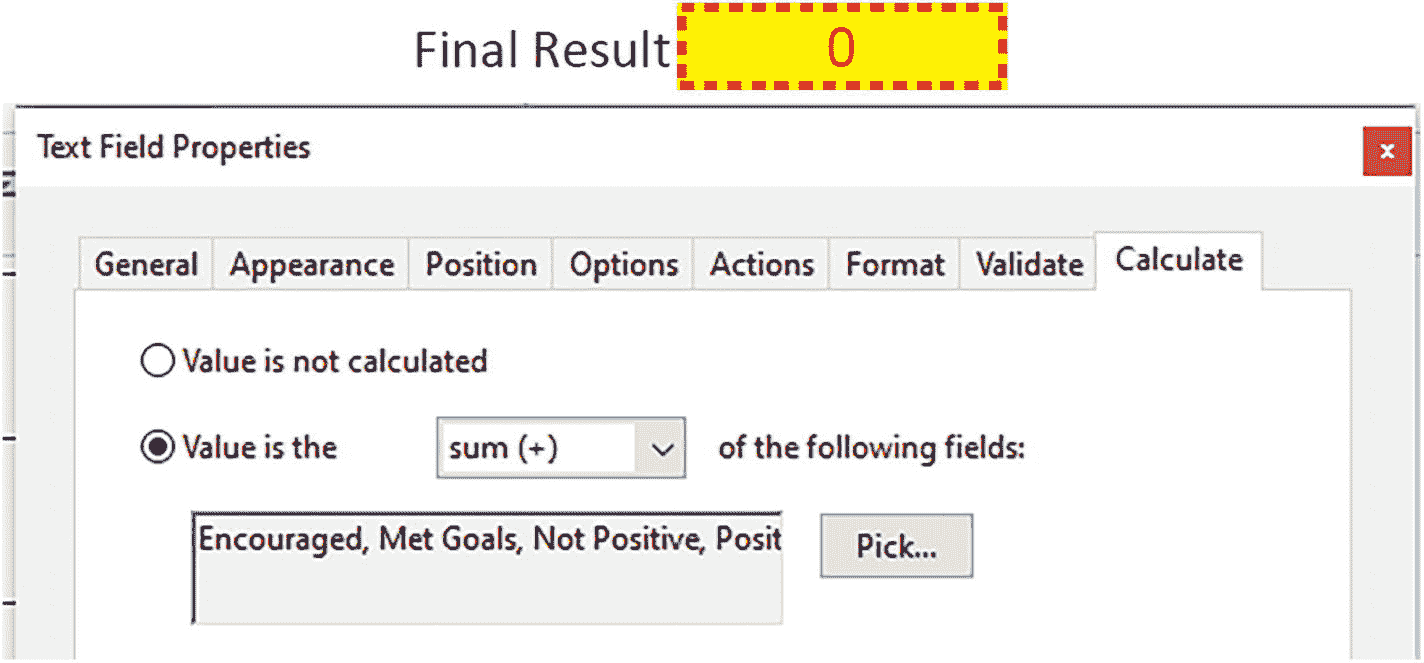 Final Result 0
Text Field Properties
General Appearance Position Options Actions Format Validate Calculate
Value is not calculated
Value is the sum (+) of the following fields:
Encouraged, Met Goals, Not Positive, Posit
Pick...